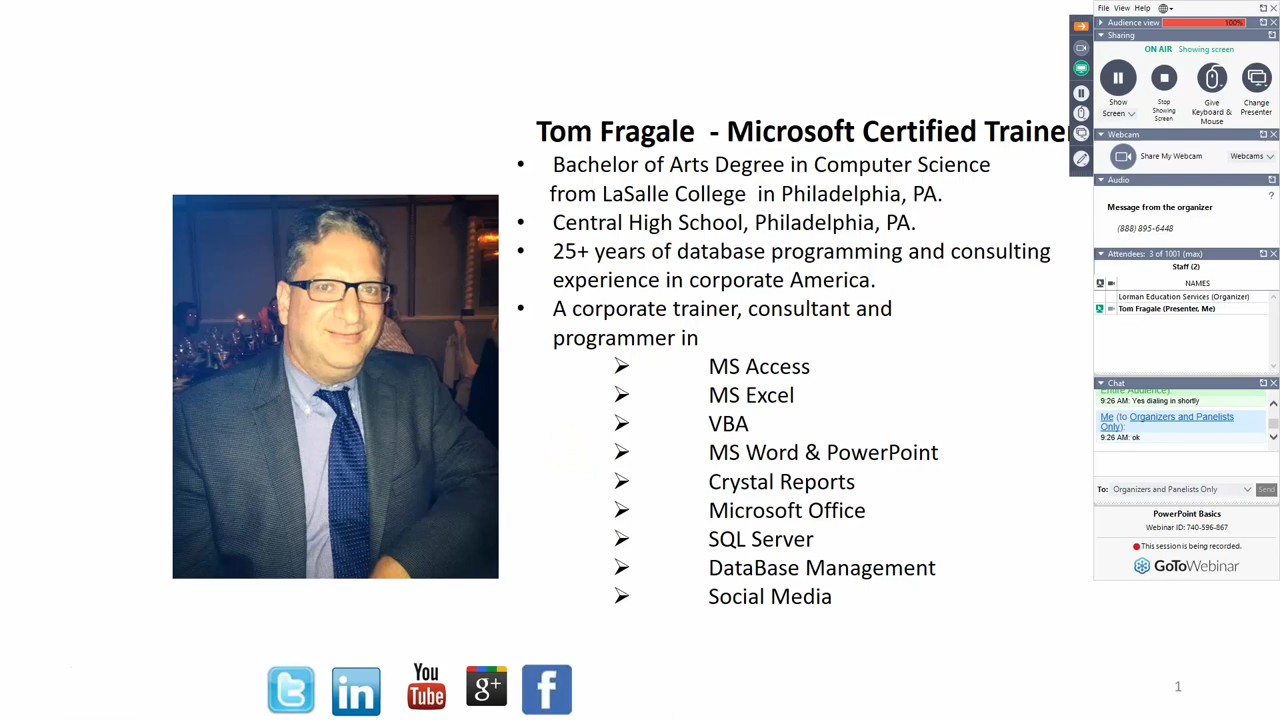 Tom Fragale - Microsoft Certified Trainer
• Bachelor of Arts Degree in Computer Science
from LaSalle College in Philadelphia, PA.
• Central High School, Philadelphia, PA.
• 25+ years of database programming and consulting
experience in corporate America.
• A corporate trainer, consultant and
programmer in
MS Access
MS Excel
VBA
MS Word & PowerPoint
Crystal Reports
Microsoft Office
SQL Server
DataBase Management
Social Media
in
You
Tube
g+
f
1
File View Help
Audience view 100%
Sharing
ON AIR Showing screen
Show
Screen
Stop
Showing
Screen
Give
Keyboard &
Mouse
Change
Presenter
Webcam
Share My Webcam
Webcams
Audio
?
Message from the organizer
(888) 895-6448
Attendees: 3 of 1001 (max)
Staff (2)
NAMES
Lorman Education Services (Organizer)
Tom Fragale (Presenter, Me)
Chat
Entire Audience):
9:26 AM: Yes dialing in shortly
Me (to Organizers and Panelists
Only):
9:26 AM: ok
To: Organizers and Panelists Only
Send
PowerPoint Basics
Webinar ID: 740-596-867
This session is being recorded.
GoToWebinar